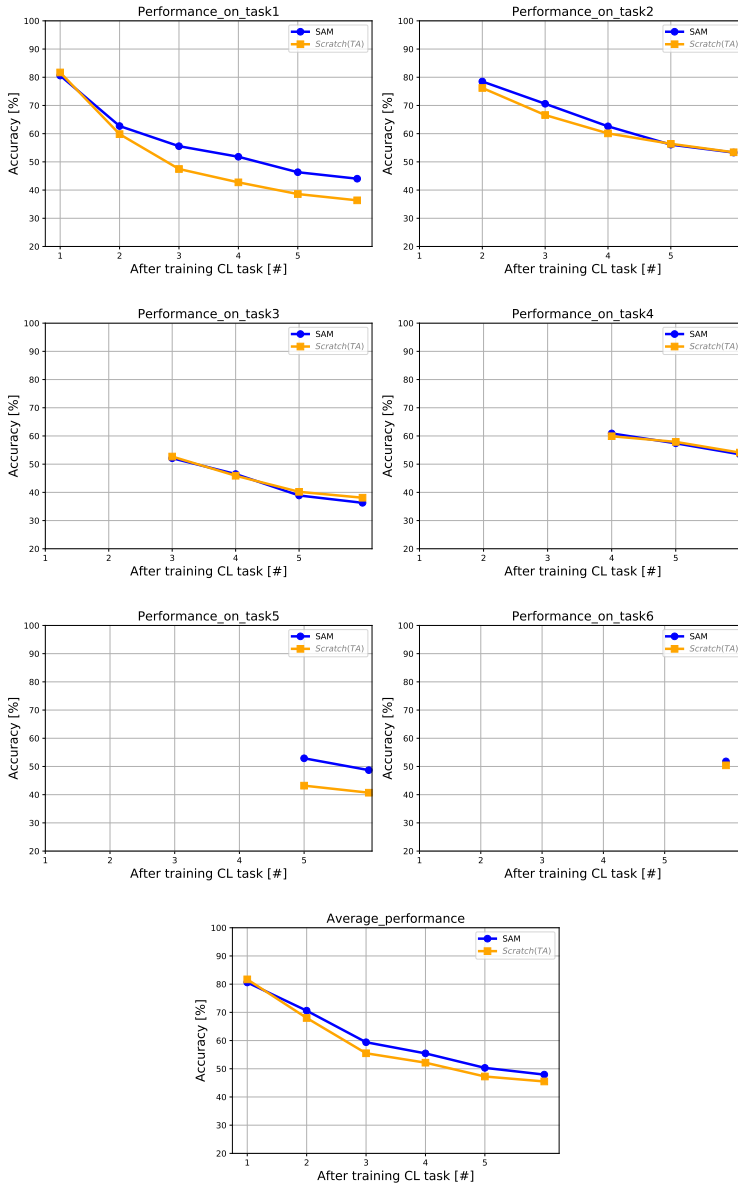 Performance_on_task1
SAM
Scratch(TA)
Accuracy [%]
100
90
80
70
60
50
40
30
20
1 2 3 4 5
After training CL task [#]
Performance_on_task2
SAM
Scratch(TA)
Accuracy [%]
100
90
80
70
60
50
40
30
20
1 2 3 4 5
After training CL task [#]
Performance_on_task3
SAM
Scratch(TA)
Accuracy [%]
100
90
80
70
60
50
40
30
20
1 2 3 4 5
After training CL task [#]
Performance_on_task4
SAM
Scratch(TA)
Accuracy [%]
100
90
80
70
60
50
40
30
20
1 2 3 4 5
After training CL task [#]
Performance_on_task5
SAM
Scratch(TA)
Accuracy [%]
100
90
80
70
60
50
40
30
20
1 2 3 4 5
After training CL task [#]
Performance_on_task6
SAM
Scratch(TA)
Accuracy [%]
100
90
80
70
60
50
40
30
20
1 2 3 4 5
After training CL task [#]
Average_performance
SAM
Scratch(TA)
Accuracy [%]
100
90
80
70
60
50
40
30
20
1 2 3 4 5
After training CL task [#]